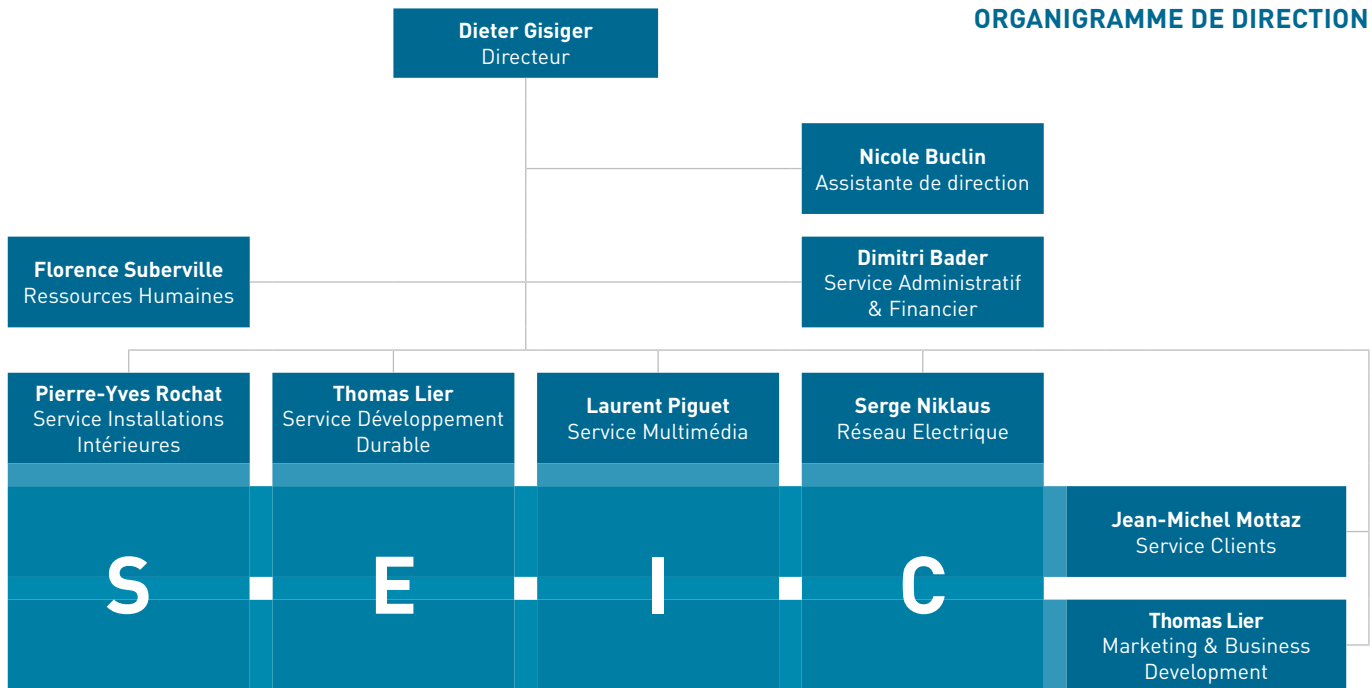 ORGANIGRAMME DE DIRECTION
Dieter Gisiger
Directeur
Nicole Buclin
Assistante de direction
Florence Suberville
Ressources Humaines
Dimitri Bader
Service Administratif
& Financier
Pierre-Yves Rochat
Service Installations
Intérieures
Thomas Lier
Service Développement
Durable
Laurent Piguet
Service Multimédia
Serge Niklaus
Réseau Electrique
Jean-Michel Mottaz
Service Clients
S E I C
Thomas Lier
Marketing & Business
Development